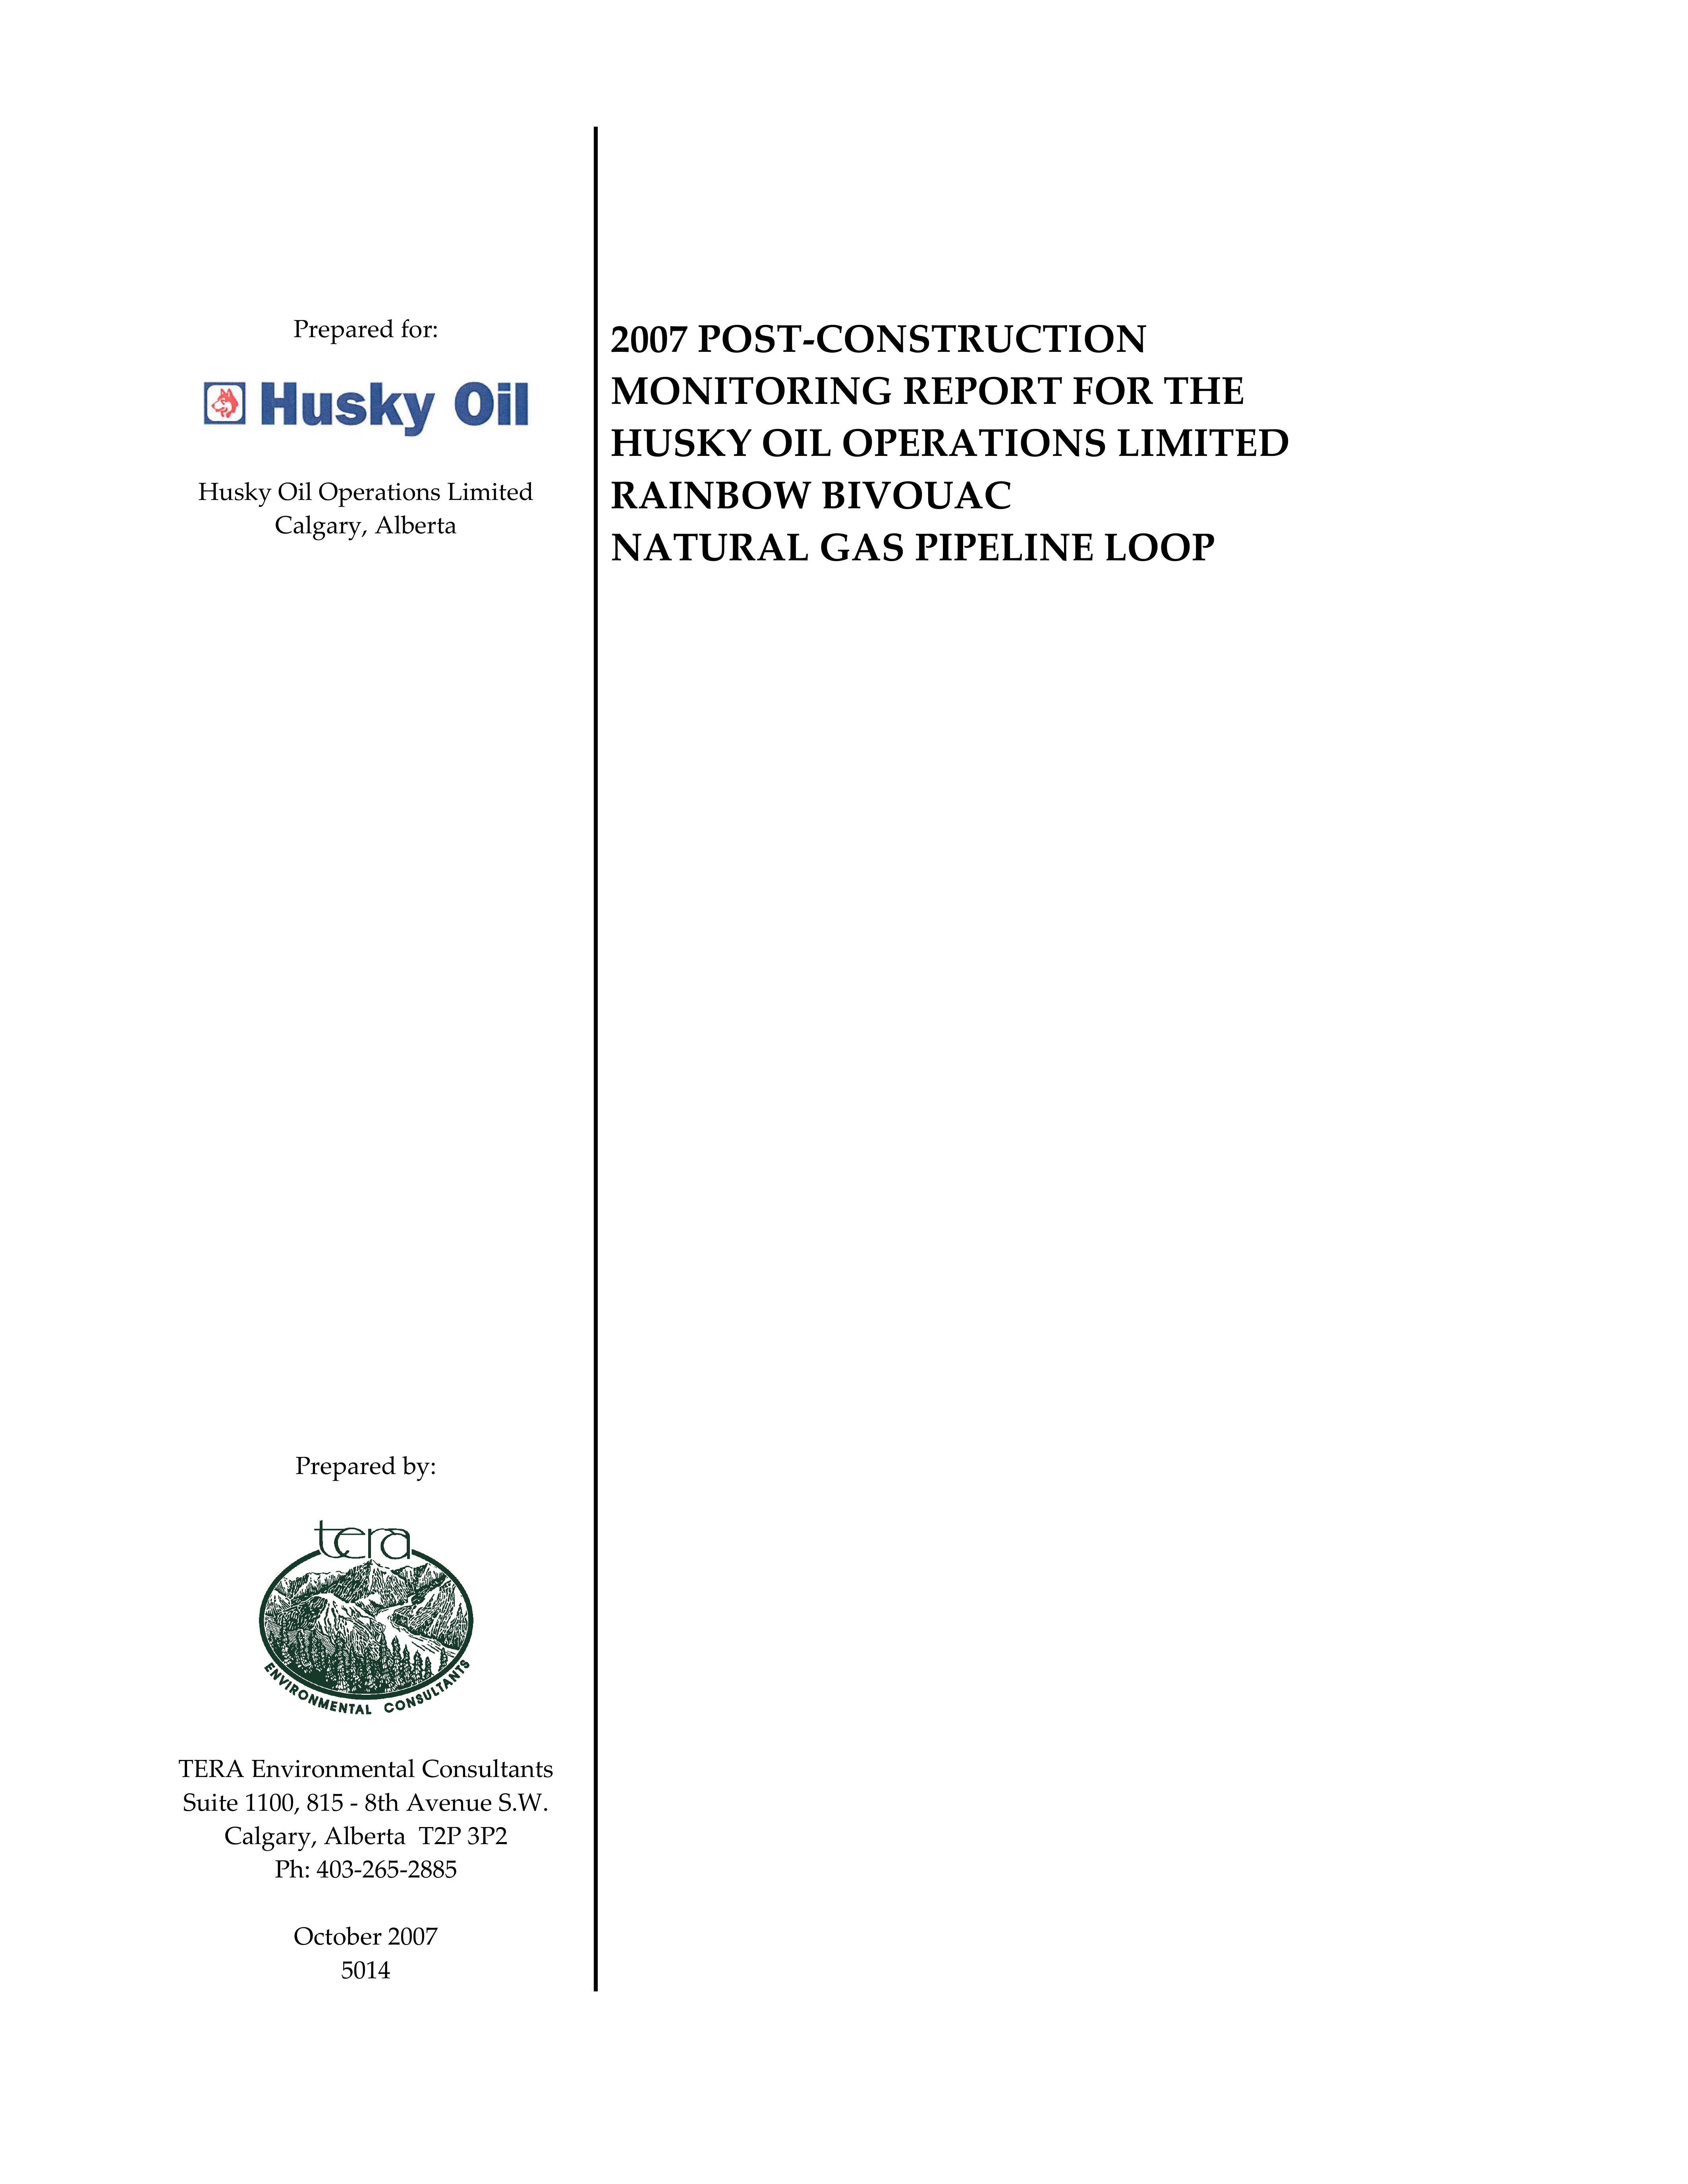 Prepared for:
Husky Oil
Husky Oil Operations Limited
Calgary, Alberta
2007 POST-CONSTRUCTION
MONITORING REPORT FOR THE
HUSKY OIL OPERATIONS LIMITED
RAINBOW BIVOUAC
NATURAL GAS PIPELINE LOOP
Prepared by:
tera
ENVIRONMENTAL CONSULTANTS
TERA Environmental Consultants
Suite 1100, 815 - 8th Avenue S.W.
Calgary, Alberta T2P 3P2
Ph: 403-265-2885
October 2007
5014